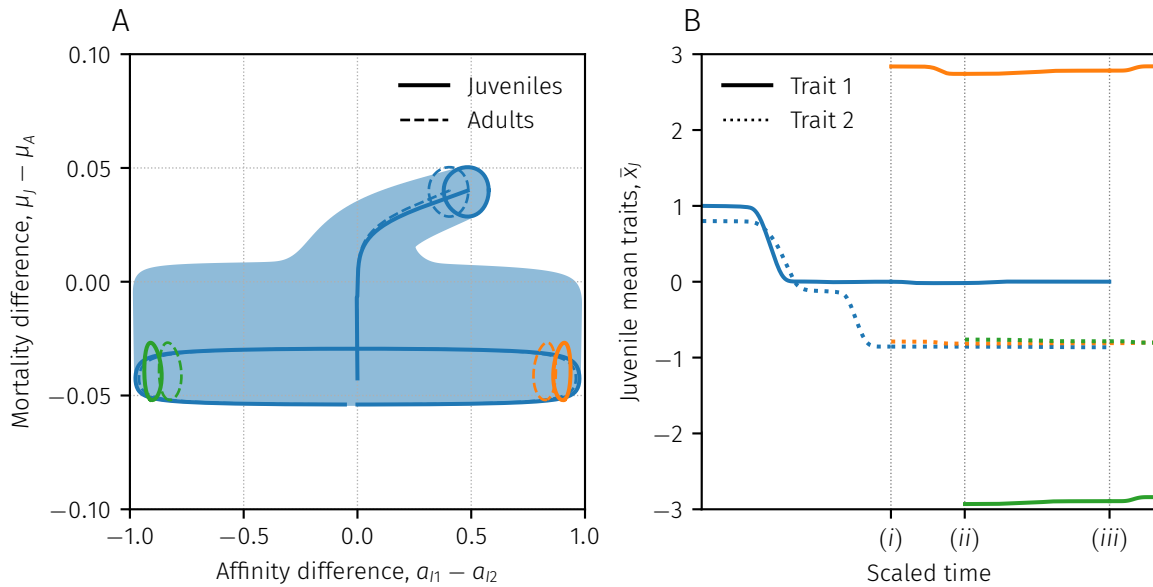 A
Mortality difference, μJ − μA
0.10
0.05
0.00
−0.05
−0.10
Juveniles
Adults
−1.0
−0.5
0.0
0.5
1.0
Affinity difference, aI1 − aI2
B
Juvenile mean traits, x̄J
3
2
1
0
−1
−2
−3
Trait 1
Trait 2
(i)
(ii)
(iii)
Scaled time